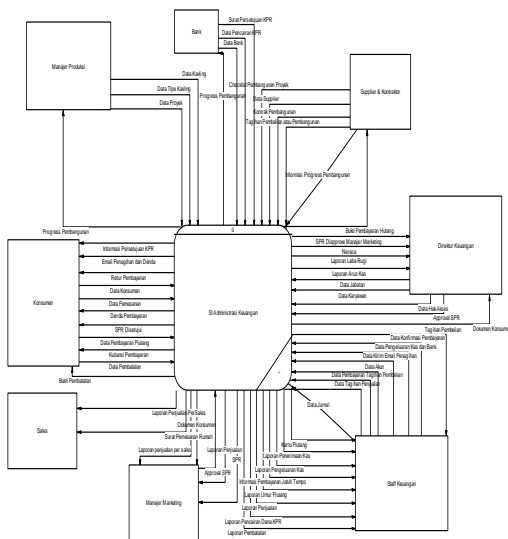 Bank
Surat Persetujuan KPR
Data Pencairan KPR
Data Bank
Manajer Produksi
Data Kavling
Data Tipe Kavling
Data Proyek
Progress Pembangunan
Checklist Pembangunan Proyek
Data Supplier
Kontrak Pembangunan
Tagihan Pembelian atau Pembangunan
Supplier & Kontraktor
Informasi Progress Pembangunan
Progress Pembangunan
0
SI Administrasi Keuangan
Konsumen
Informasi Persetujuan KPR
Email Penagihan dan Denda
Retur Pembayaran
Data Konsumen
Data Pemesanan
Denda Pembayaran
SPR Disetujui
Data Pembayaran Piutang
Kuitansi Pembayaran
Data Pembatalan
Bukti Pembatalan
Bukti Pembayaran Hutang
SPR Diapprove Manajer Marketing
Neraca
Laporan Laba Rugi
Laporan Arus Kas
Data Jabatan
Data Karyawan
Direktur Keuangan
Data Hak Akses
Approval SPR
Tagihan Pembelian
Dokumen Konsumen
Data Konfirmasi Pembayaran
Data Pengeluaran Kas dan Bank
Data Kirim Email Penagihan
Data Akun
Data Pembayaran Tagihan Pembelian
Data Tagihan Penjualan
Data Jurnal
Sales
Laporan Penjualan Per Sales
Dokumen Konsumen
Surat Pemesanan Rumah
Laporan penjualan per sales
Laporan Penjualan
SPR
Approval SPR
Manajer Marketing
Kartu Piutang
Laporan Penerimaan Kas
Laporan Pengeluaran Kas
Informasi Pembayaran Jatuh Tempo
Laporan Umur Piutang
Laporan Penjualan
Laporan Pencairan Dana KPR
Laporan Pembatalan
Staff Keuangan